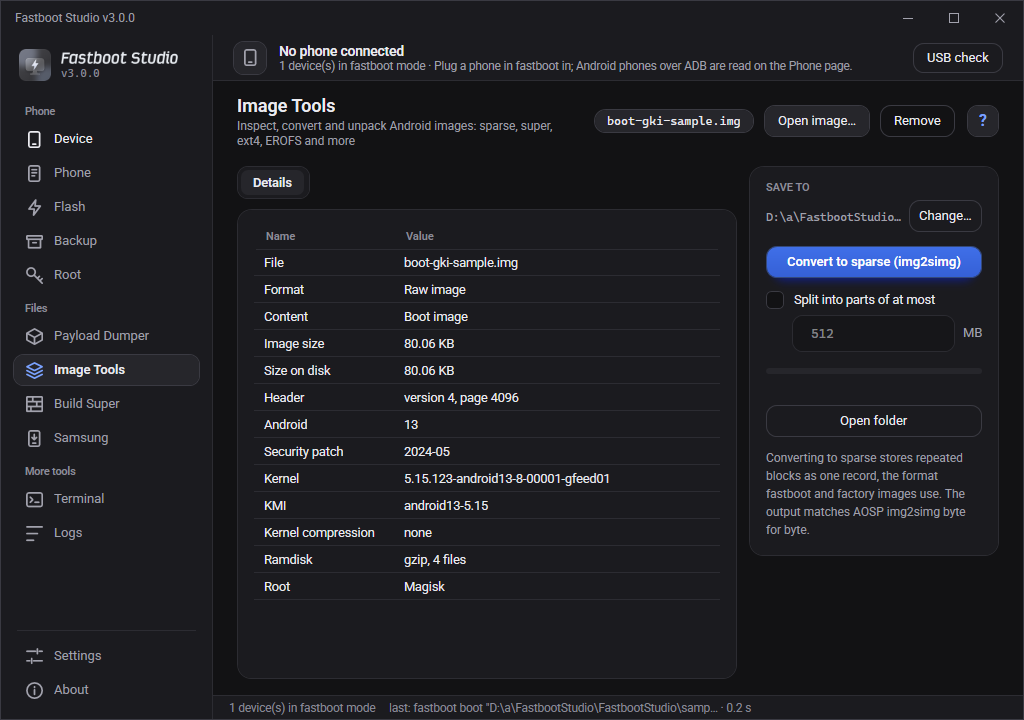 Fastboot Studio v3.0.0
Fastboot Studio
v3.0.0
Phone
Device
Phone
Flash
Backup
Root
Files
Payload Dumper
Image Tools
Build Super
Samsung
More tools
Terminal
Logs
Settings
About
No phone connected
1 device(s) in fastboot mode · Plug a phone in fastboot in; Android phones over ADB are read on the Phone page.
USB check
Image Tools
Inspect, convert and unpack Android images: sparse, super,
ext4, EROFS and more
boot-gki-sample.img
Open image...
Remove
?
Details
Name Value
File boot-gki-sample.img
Format Raw image
Content Boot image
Image size 80.06 KB
Size on disk 80.06 KB
Header version 4, page 4096
Android 13
Security patch 2024-05
Kernel 5.15.123-android13-8-00001-gfeed01
KMI android13-5.15
Kernel compression none
Ramdisk gzip, 4 files
Root Magisk
SAVE TO
D:\a\FastbootStudio...
Change...
Convert to sparse (img2simg)
Split into parts of at most
512 MB
Open folder
Converting to sparse stores repeated
blocks as one record, the format
fastboot and factory images use. The
output matches AOSP img2simg byte
for byte.
1 device(s) in fastboot mode last: fastboot boot "D:\a\FastbootStudio\FastbootStudio\samp... · 0.2 s